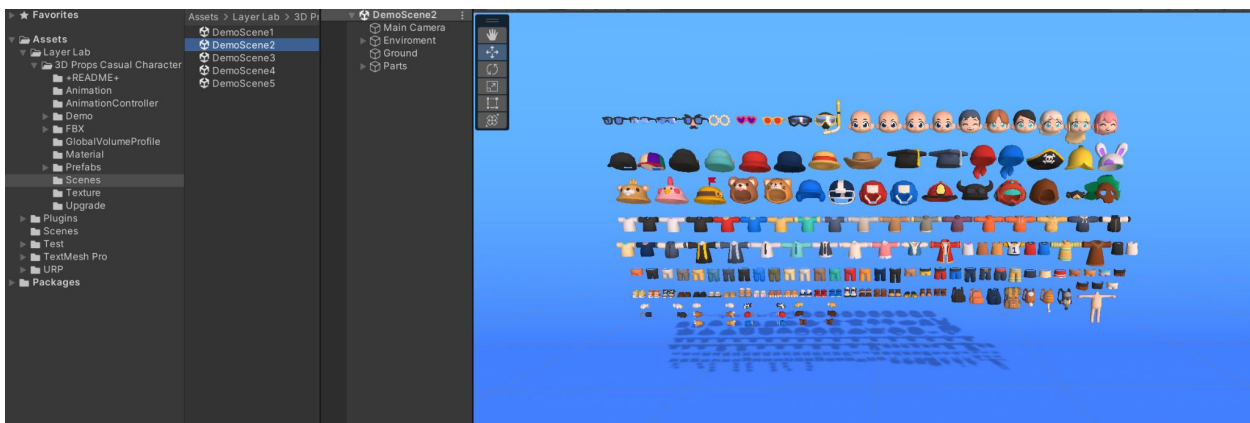 Favorites
Assets
Layer Lab
3D Props Casual Character
+README+
Animation
AnimationController
Demo
FBX
GlobalVolumeProfile
Material
Prefabs
Scenes
Texture
Upgrade
Plugins
Scenes
Test
TextMesh Pro
URP
Packages
Assets > Layer Lab > 3D Pr
DemoScene1
DemoScene2
DemoScene3
DemoScene4
DemoScene5
DemoScene2
Main Camera
Enviroment
Ground
Parts